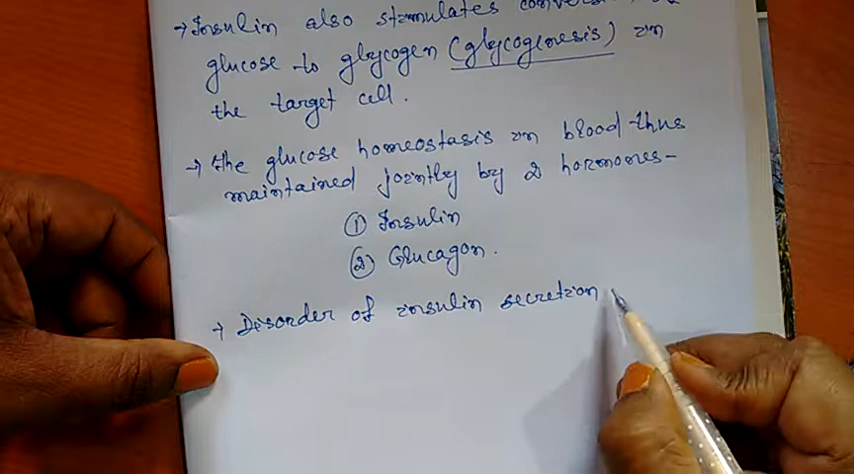 → Insulin also stimulates
glucose to glycogen (glycogenesis) in
the target cell.
→ the glucose homeostasis in blood thus
maintained jointly by 2 hormones-
① Insulin
② Glucagon.
→ Disorder of insulin secretion